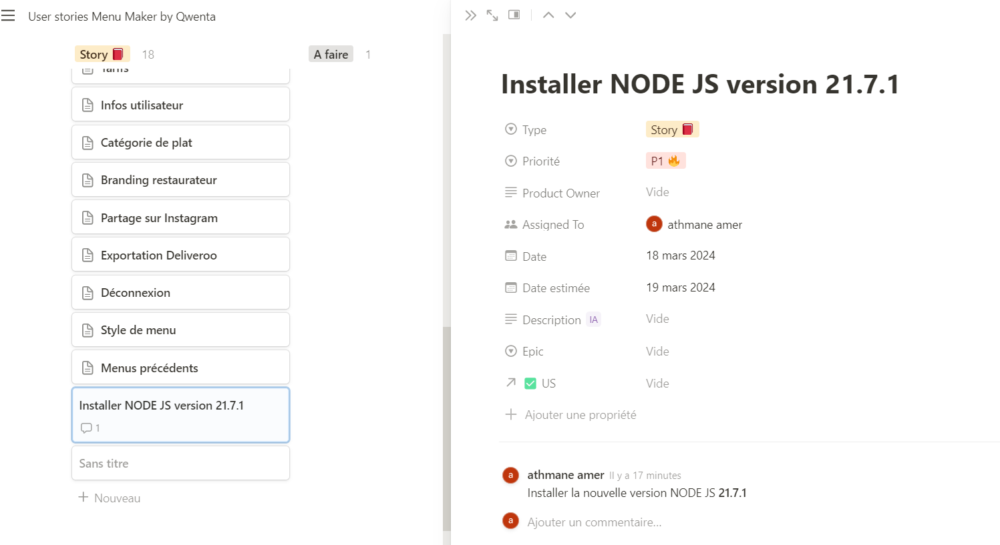 User stories Menu Maker by Qwenta
Story 18
A faire 1
Tarifs
Infos utilisateur
Catégorie de plat
Branding restaurateur
Partage sur Instagram
Exportation Deliveroo
Déconnexion
Style de menu
Menus précédents
Installer NODE JS version 21.7.1
1
Sans titre
Nouveau
Installer NODE JS version 21.7.1
Type Story
Priorité P1
Product Owner Vide
Assigned To a athmane amer
Date 18 mars 2024
Date estimée 19 mars 2024
Description IA Vide
Epic Vide
US Vide
Ajouter une propriété
a athmane amer Il y a 17 minutes
Installer la nouvelle version NODE JS 21.7.1
a Ajouter un commentaire...